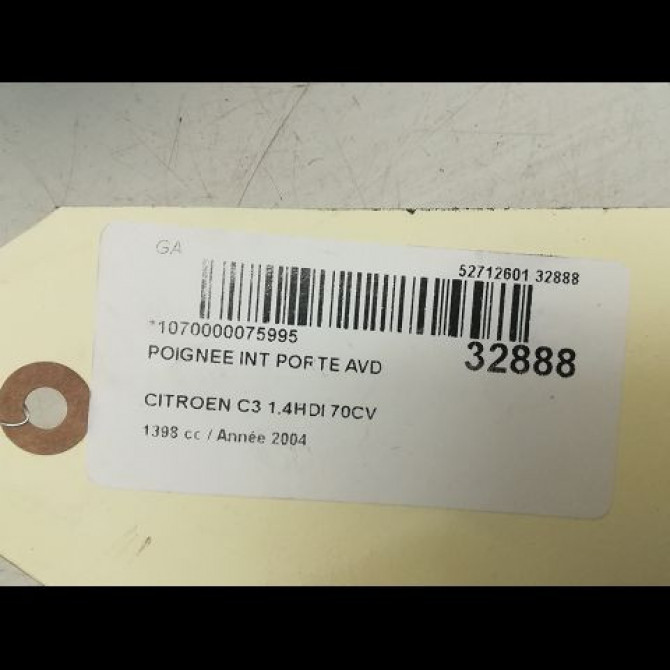 GA
52712601 32888
*1070000075995
32888
POIGNEE INT PORTE AVD
CITROEN C3 1.4HDI 70CV
1398 cc / Année 2004